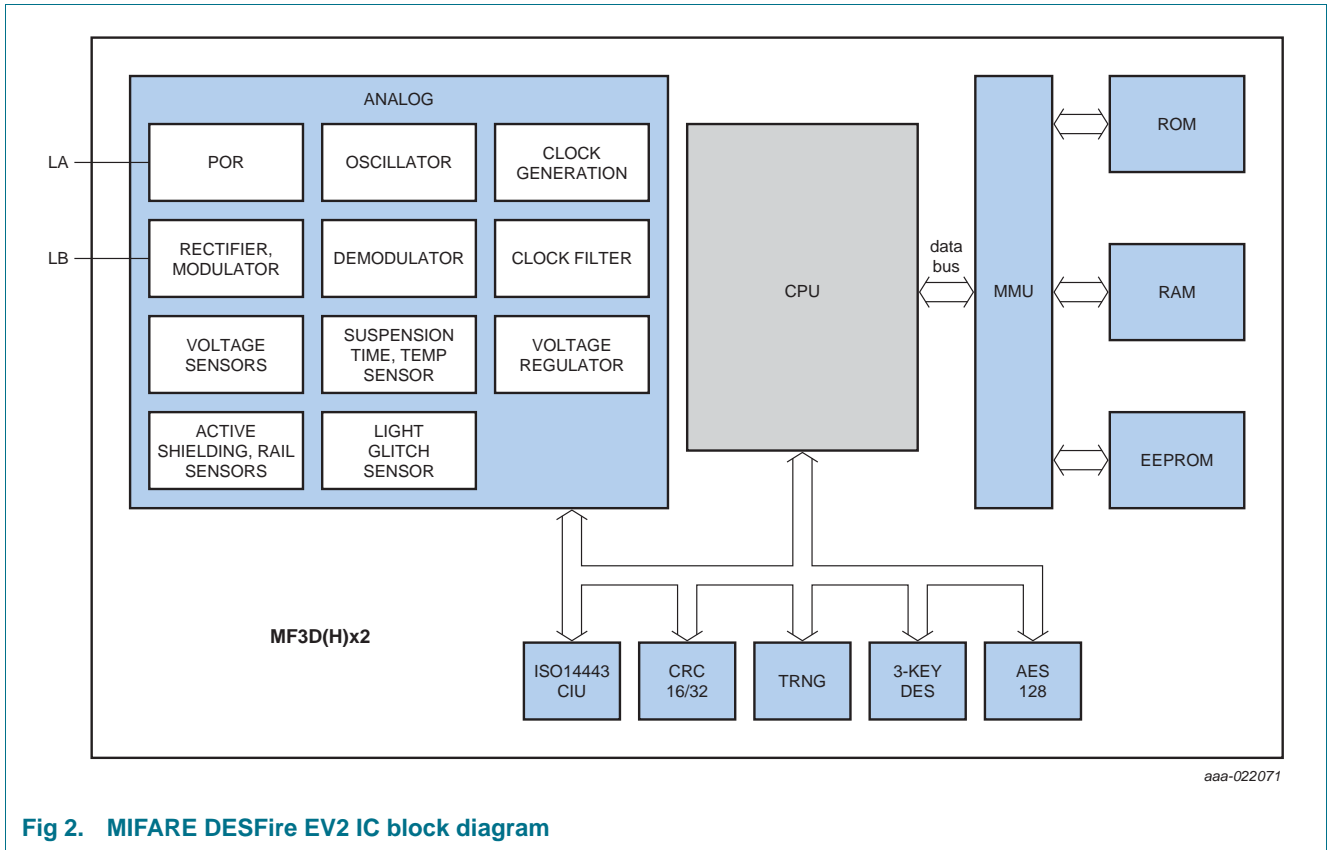 ANALOG
LA
POR
OSCILLATOR
CLOCK
GENERATION
LB
RECTIFIER,
MODULATOR
DEMODULATOR
CLOCK FILTER
VOLTAGE
SENSORS
SUSPENSION
TIME, TEMP
SENSOR
VOLTAGE
REGULATOR
ACTIVE
SHIELDING, RAIL
SENSORS
LIGHT
GLITCH
SENSOR
CPU
data
bus
MMU
ROM
RAM
EEPROM
MF3D(H)x2
ISO14443
CIU
CRC
16/32
TRNG
3-KEY
DES
AES
128
aaa-022071
Fig 2. MIFARE DESFire EV2 IC block diagram